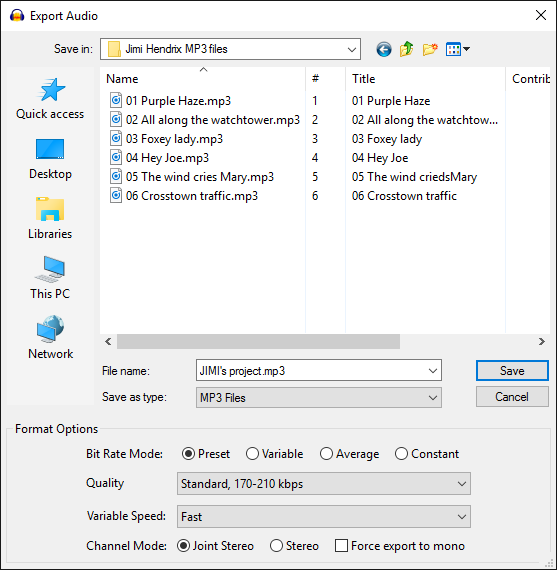 Export Audio
Save in: Jimi Hendrix MP3 files
Quick access
Desktop
Libraries
This PC
Network
Name # Title Contrib
01 Purple Haze.mp3 1 01 Purple Haze
02 All along the watchtower.mp3 2 02 All along the watchtow...
03 Foxey lady.mp3 3 03 Foxey lady
04 Hey Joe.mp3 4 04 Hey Joe
05 The wind cries Mary.mp3 5 05 The wind criedsMary
06 Crosstown traffic.mp3 6 06 Crosstown traffic
File name: JIMI's project.mp3 Save
Save as type: MP3 Files Cancel
Format Options
Bit Rate Mode: Preset Variable Average Constant
Quality Standard, 170-210 kbps
Variable Speed: Fast
Channel Mode: Joint Stereo Stereo Force export to mono